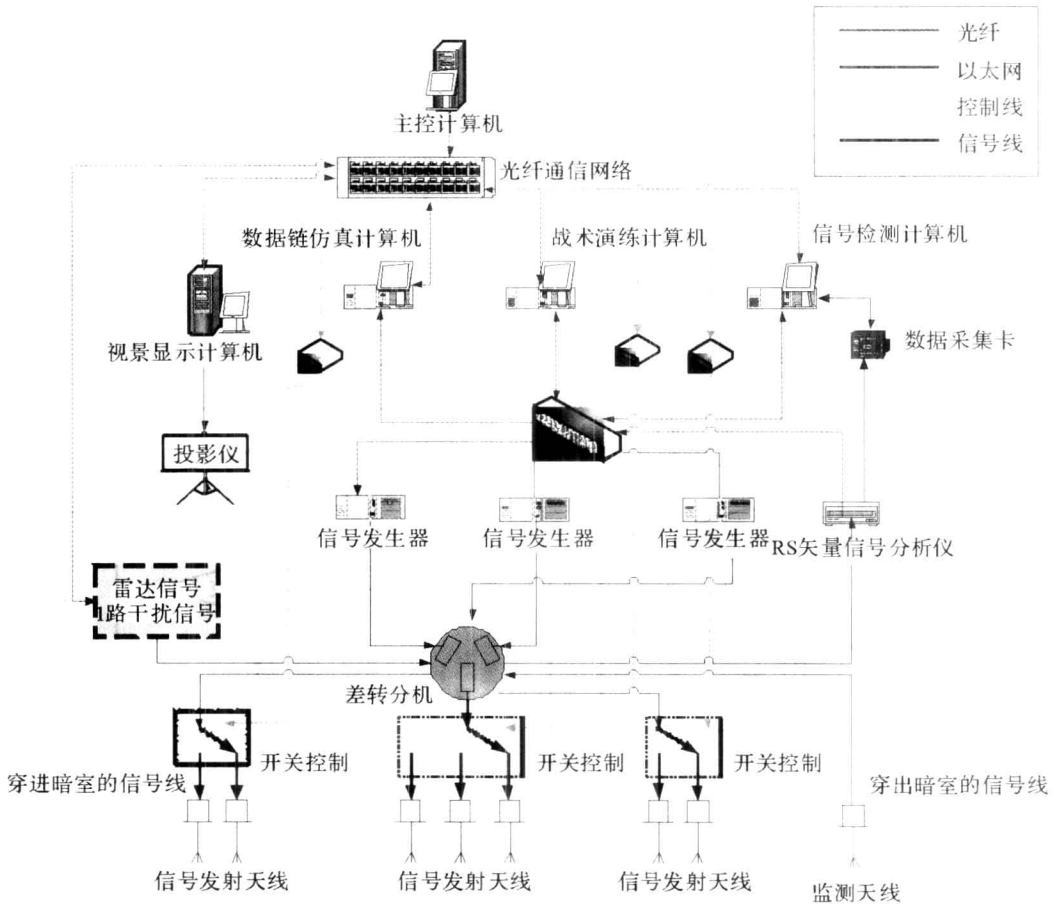 光纤
以太网
控制线
信号线
主控计算机
光纤通信网络
数据链仿真计算机
战术演练计算机
信号检测计算机
视景显示计算机
数据采集卡
投影仪
信号发生器
信号发生器
信号发生器
RS矢量信号分析仪
雷达信号
1路干扰信号
差转分机
开关控制
开关控制
开关控制
穿进暗室的信号线
穿出暗室的信号线
信号发射天线
信号发射天线
信号发射天线
监测天线